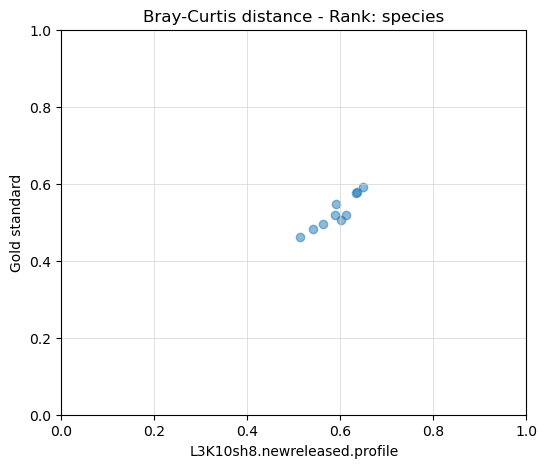 Bray-Curtis distance - Rank: species
1.0
0.8
0.6
0.4
0.2
0.0
Gold standard
0.0 0.2 0.4 0.6 0.8 1.0
L3K10sh8.newreleased.profile